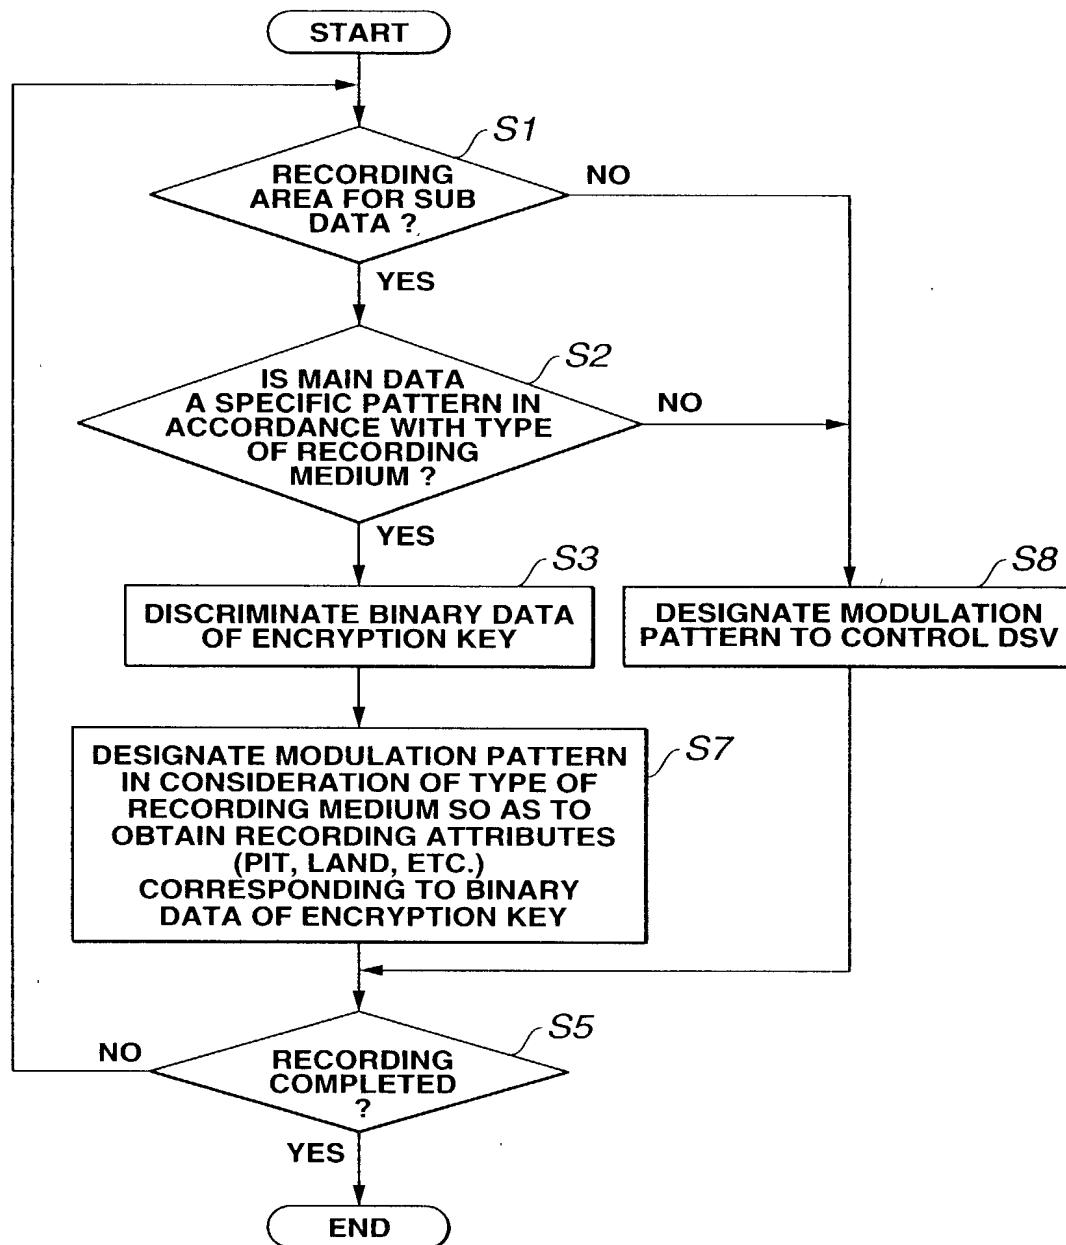 START
S1
RECORDING
AREA FOR SUB
DATA ?
NO
YES
S2
IS MAIN DATA
A SPECIFIC PATTERN IN
ACCORDANCE WITH TYPE
OF RECORDING
MEDIUM ?
NO
YES
S3
DISCRIMINATE BINARY DATA
OF ENCRYPTION KEY
S8
DESIGNATE MODULATION
PATTERN TO CONTROL DSV
S7
DESIGNATE MODULATION PATTERN
IN CONSIDERATION OF TYPE OF
RECORDING MEDIUM SO AS TO
OBTAIN RECORDING ATTRIBUTES
(PIT, LAND, ETC.)
CORRESPONDING TO BINARY
DATA OF ENCRYPTION KEY
S5
NO
RECORDING
COMPLETED
?
YES
END